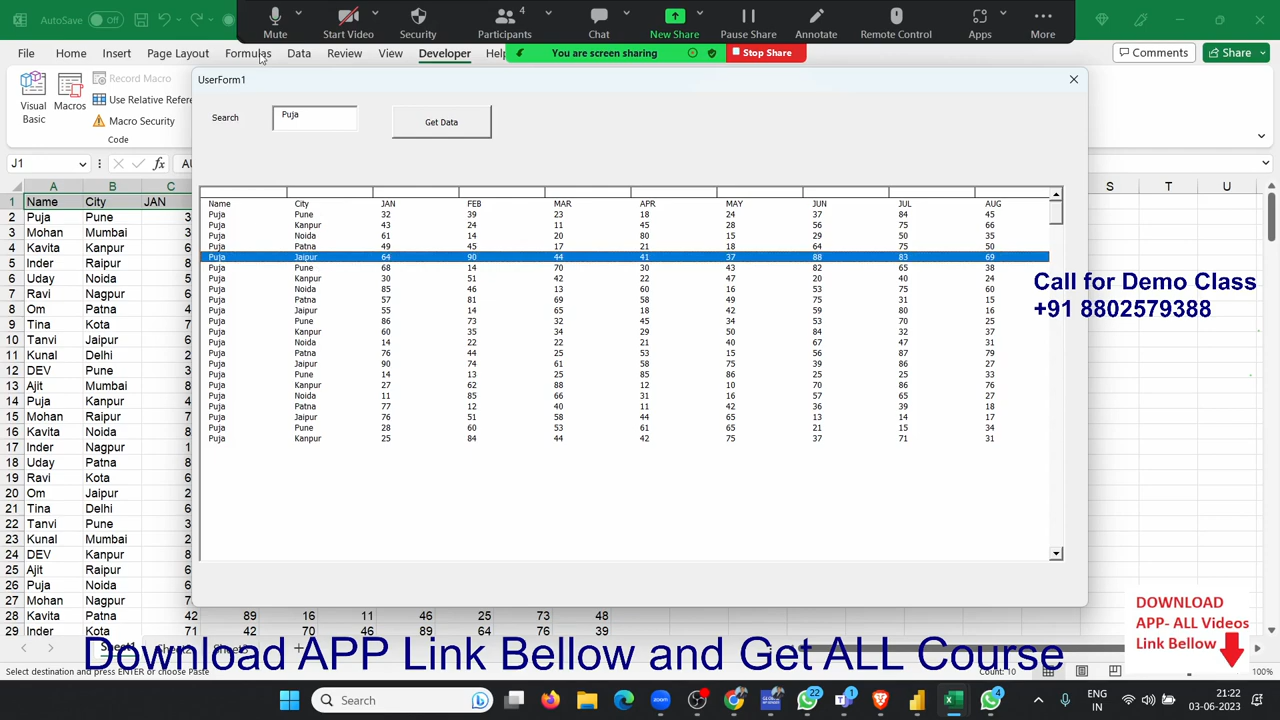 AutoSave Off
Mute Start Video Security Participants 4 Chat New Share Pause Share Annotate Remote Control Apps More
File Home Insert Page Layout Formulas Data Review View Developer Help You are screen sharing Stop Share Comments Share
Visual Basic
Macros
Record Macro
Use Relative Refere
Macro Security
Code
UserForm1
Search Puja Get Data
J1 fx
A B C S T U
Name City JAN FEB MAR APR MAY JUN JUL AUG
Puja Pune 32 39 23 18 24 37 84 45
Puja Kanpur 43 24 11 45 28 56 75 66
Puja Noida 61 14 20 80 15 29 50 35
Puja Patna 49 45 17 21 18 64 75 50
Puja Jaipur 64 90 44 41 37 88 83 69
Puja Pune 68 14 70 30 43 82 65 38
Puja Kanpur 30 51 42 22 47 20 40 24
Puja Noida 85 46 13 60 16 53 75 60
Puja Patna 57 81 69 58 49 75 31 15
Puja Jaipur 55 14 65 18 42 59 80 16
Puja Pune 86 73 32 45 34 53 70 25
Puja Kanpur 60 35 34 29 50 84 32 37
Puja Noida 14 22 22 21 40 67 47 31
Puja Patna 76 44 25 53 15 56 87 79
Puja Jaipur 90 74 61 58 75 39 86 27
Puja Pune 14 13 25 85 86 25 25 33
Puja Kanpur 27 62 88 12 10 70 86 76
Puja Noida 11 85 66 31 16 57 65 27
Puja Patna 77 12 40 11 42 36 39 18
Puja Jaipur 76 51 58 44 65 13 14 17
Puja Pune 28 60 53 61 65 21 15 34
Puja Kanpur 25 84 44 42 75 37 71 31
1 Name City JAN
2 Puja Pune 3
3 Mohan Mumbai
4 Kavita Kanpur
5 Inder Raipur
6 Uday Noida
7 Ravi Nagpur
8 Om Patna
9 Tina Kota
10 Tanvi Jaipur
11 Kunal Delhi
12 DEV Pune
13 Ajit Mumbai
14 Puja Kanpur
15 Mohan Raipur
16 Kavita Noida
17 Inder Nagpur
18 Uday Patna
19 Ravi Kota
20 Om Jaipur
21 Tina Delhi
22 Tanvi Pune
23 Kunal Mumbai
24 DEV Kanpur
25 Ajit Raipur
26 Puja Noida
27 Mohan Nagpur
28 Kavita Patna 42 89 16 11 46 25 73 48
29 Inder Kota 71 42 70 46 89 64 16 39
Call for Demo Class
+91 8802579388
DOWNLOAD
APP- ALL Videos
Link Bellow
Download APP Link Bellow and Get ALL Course
Select destination and press ENTER or choose Paste Count: 10 100%
Search 22 1 4 ENG IN 21:22 03-06-2023